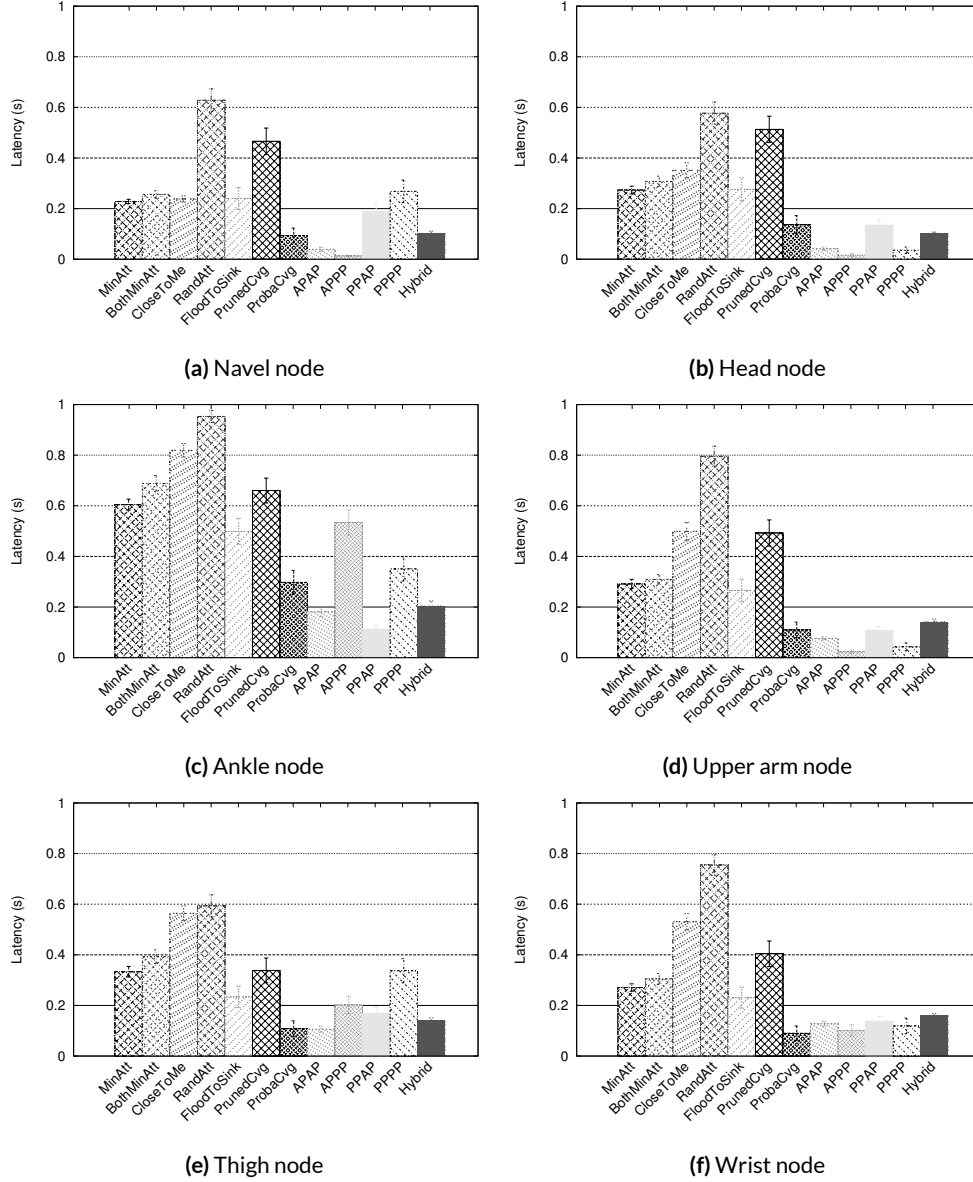 1
0.8
0.6
0.4
0.2
0
Latency (s)
MinAtt
BothMinAtt
CloseToMe
RandAtt
FloodToSink
PrunedCvg
ProbaCvg
APAP
APPP
PPAP
PPPP
Hybrid
(a) Navel node
1
0.8
0.6
0.4
0.2
0
Latency (s)
MinAtt
BothMinAtt
CloseToMe
RandAtt
FloodToSink
PrunedCvg
ProbaCvg
APAP
APPP
PPAP
PPPP
Hybrid
(b) Head node
1
0.8
0.6
0.4
0.2
0
Latency (s)
MinAtt
BothMinAtt
CloseToMe
RandAtt
FloodToSink
PrunedCvg
ProbaCvg
APAP
APPP
PPAP
PPPP
Hybrid
(c) Ankle node
1
0.8
0.6
0.4
0.2
0
Latency (s)
MinAtt
BothMinAtt
CloseToMe
RandAtt
FloodToSink
PrunedCvg
ProbaCvg
APAP
APPP
PPAP
PPPP
Hybrid
(d) Upper arm node
1
0.8
0.6
0.4
0.2
0
Latency (s)
MinAtt
BothMinAtt
CloseToMe
RandAtt
FloodToSink
PrunedCvg
ProbaCvg
APAP
APPP
PPAP
PPPP
Hybrid
(e) Thigh node
1
0.8
0.6
0.4
0.2
0
Latency (s)
MinAtt
BothMinAtt
CloseToMe
RandAtt
FloodToSink
PrunedCvg
ProbaCvg
APAP
APPP
PPAP
PPPP
Hybrid
(f) Wrist node